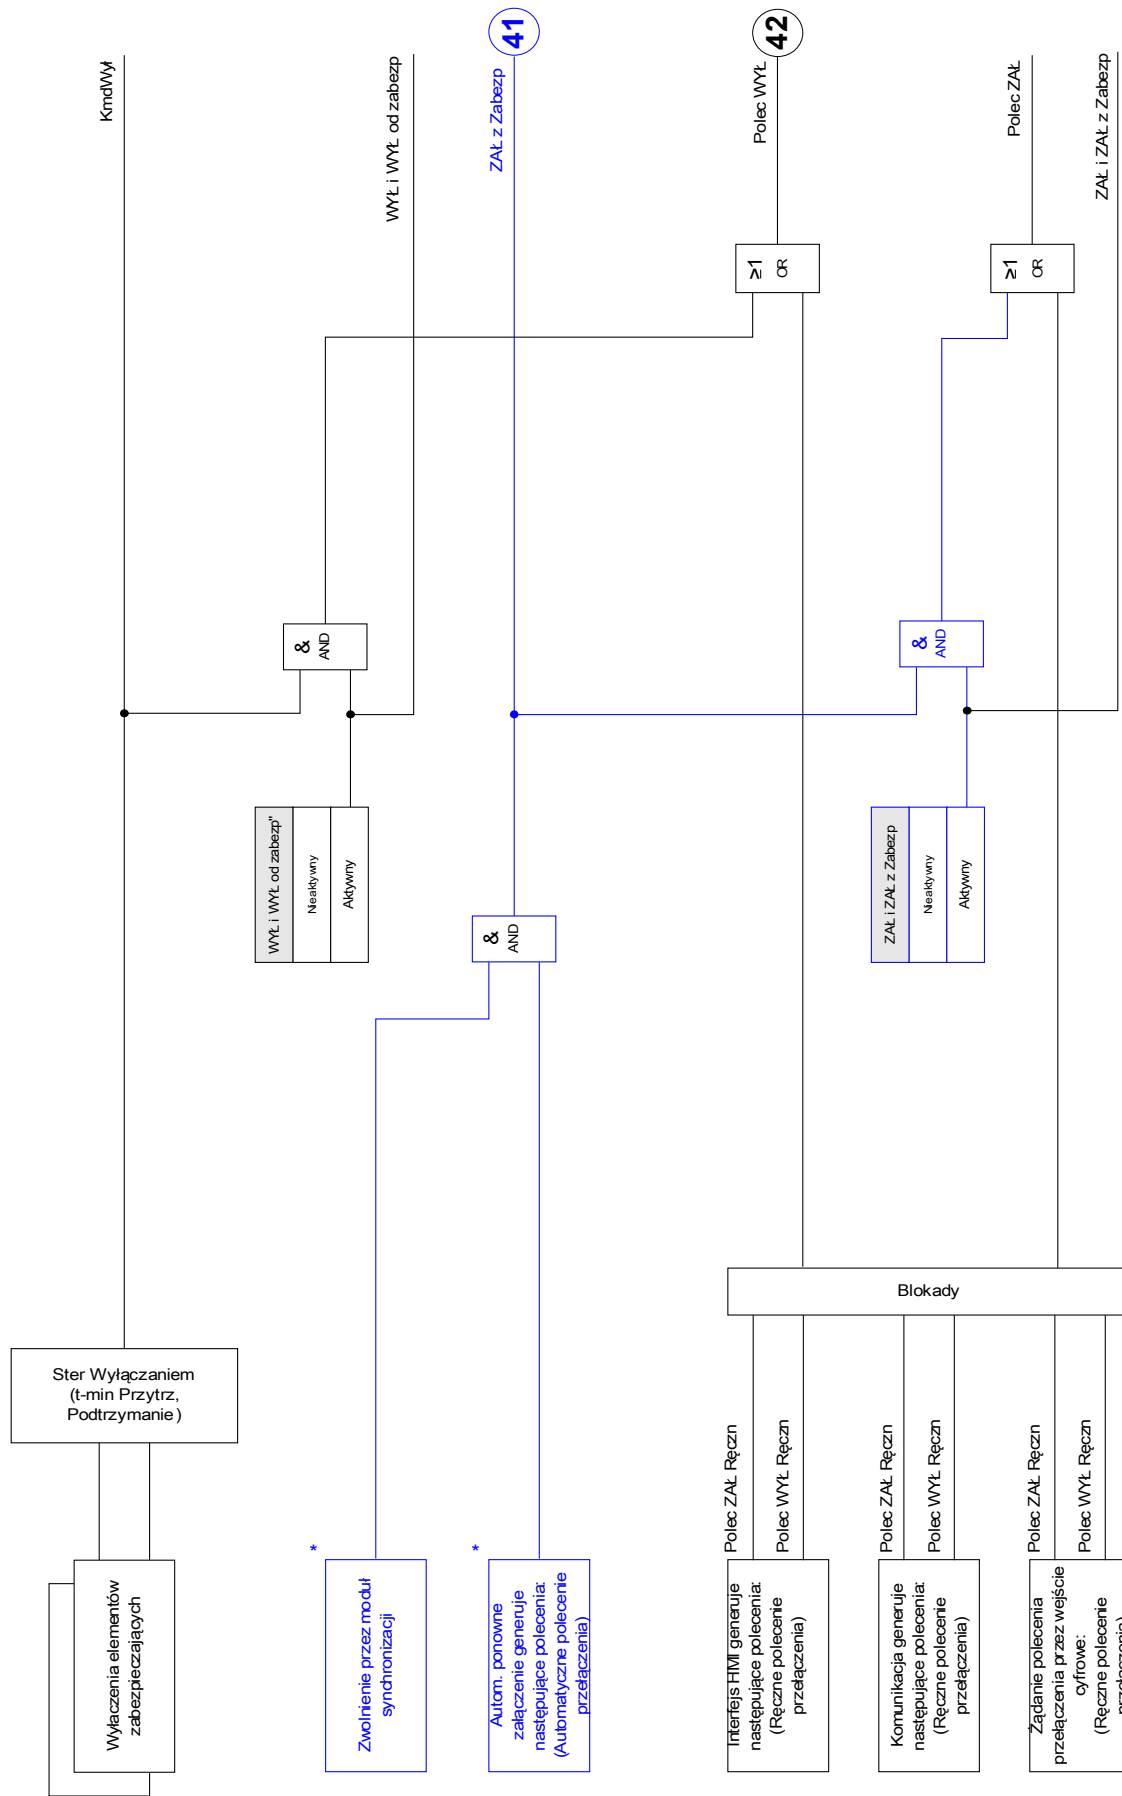 KmdWył
WYŁ i WYŁ od zabezp
41
ZAŁ z Zabezp
42
Polec WYŁ
Polec ZAŁ
ZAŁ i ZAŁ z Zabezp
≥1
OR
≥1
OR
&
AND
&
AND
WYŁ i WYŁ od zabezp"
Nieaktywny
Aktywny
ZAŁ i ZAŁ z Zabezp
Nieaktywny
Aktywny
&
AND
Blokady
Ster Wyłączaniem
(t-min Przytrz,
Podtrzymanie)
Polec ZAŁ Ręczn
Polec WYŁ Ręczn
Polec ZAŁ Ręczn
Polec WYŁ Ręczn
Polec ZAŁ Ręczn
Polec WYŁ Ręczn
Wyłaczenia elementów
zabezpieczających
*
Zwolnienie przez moduł
synchronizacji
*
Autom. ponowne
załączenie generuje
następujące polecenia:
(Automatyczne polecenie
przełączenia)
Interfejs HMI generuje
następujące polecenia:
(Ręczne polecenie
przełączenia)
Komunikacja generuje
następujące polecenia:
(Ręczne polecenie
przełączenia)
Żądanie polecenia
przełączenia przez wejście
cyfrowe:
(Ręczne polecenie